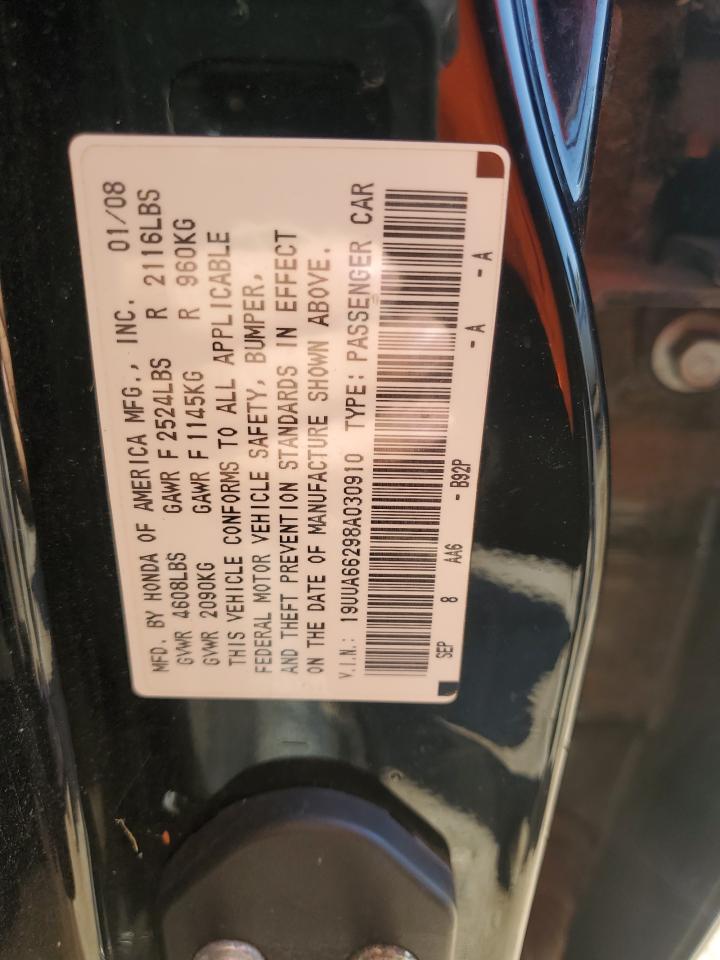 MFD. BY HONDA OF AMERICA MFG., INC. 01/08
GVWR 4608LBS GAWR F 2524LBS R 2116LBS
GVWR 2090KG GAWR F 1145KG R 960KG
THIS VEHICLE CONFORMS TO ALL APPLICABLE
FEDERAL MOTOR VEHICLE SAFETY, BUMPER,
AND THEFT PREVENTION STANDARDS IN EFFECT
ON THE DATE OF MANUFACTURE SHOWN ABOVE.
V.I.N.: 19UUA66298A030910 TYPE: PASSENGER CAR
SEP 8 AA6 - B92P - A - A